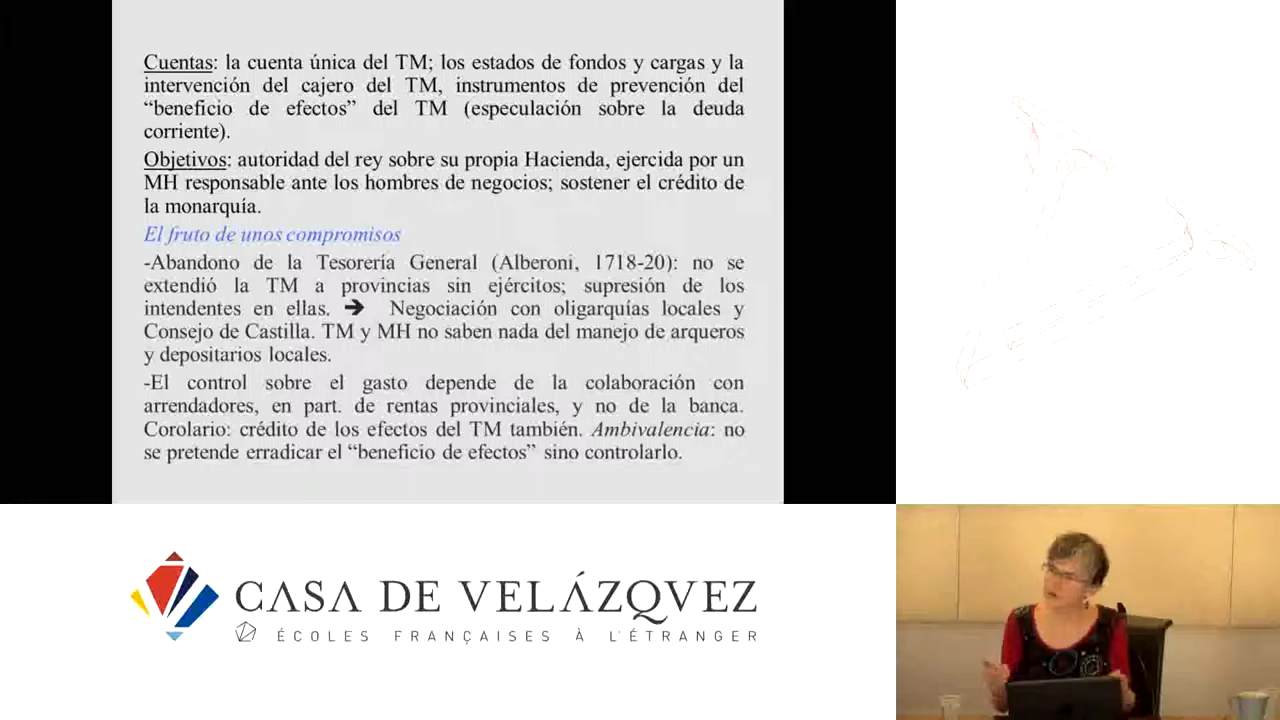 Cuentas: la cuenta única del TM; los estados de fondos y cargas y la
intervención del cajero del TM, instrumentos de prevención del
“beneficio de efectos” del TM (especulación sobre la deuda
corriente).
Objetivos: autoridad del rey sobre su propia Hacienda, ejercida por un
MH responsable ante los hombres de negocios; sostener el crédito de
la monarquía.
El fruto de unos compromisos
-Abandono de la Tesorería General (Alberoni, 1718-20): no se
extendió la TM a provincias sin ejércitos; supresión de los
intendentes en ellas. ➔ Negociación con oligarquías locales y
Consejo de Castilla. TM y MH no saben nada del manejo de arqueros
y depositarios locales.
-El control sobre el gasto depende de la colaboración con
arrendadores, en part. de rentas provinciales, y no de la banca.
Corolario: crédito de los efectos del TM también. Ambivalencia: no
se pretende erradicar el “beneficio de efectos” sino controlarlo.
CASA DE VELÁZQVEZ
ÉCOLES FRANÇAISES À L'ÉTRANGER